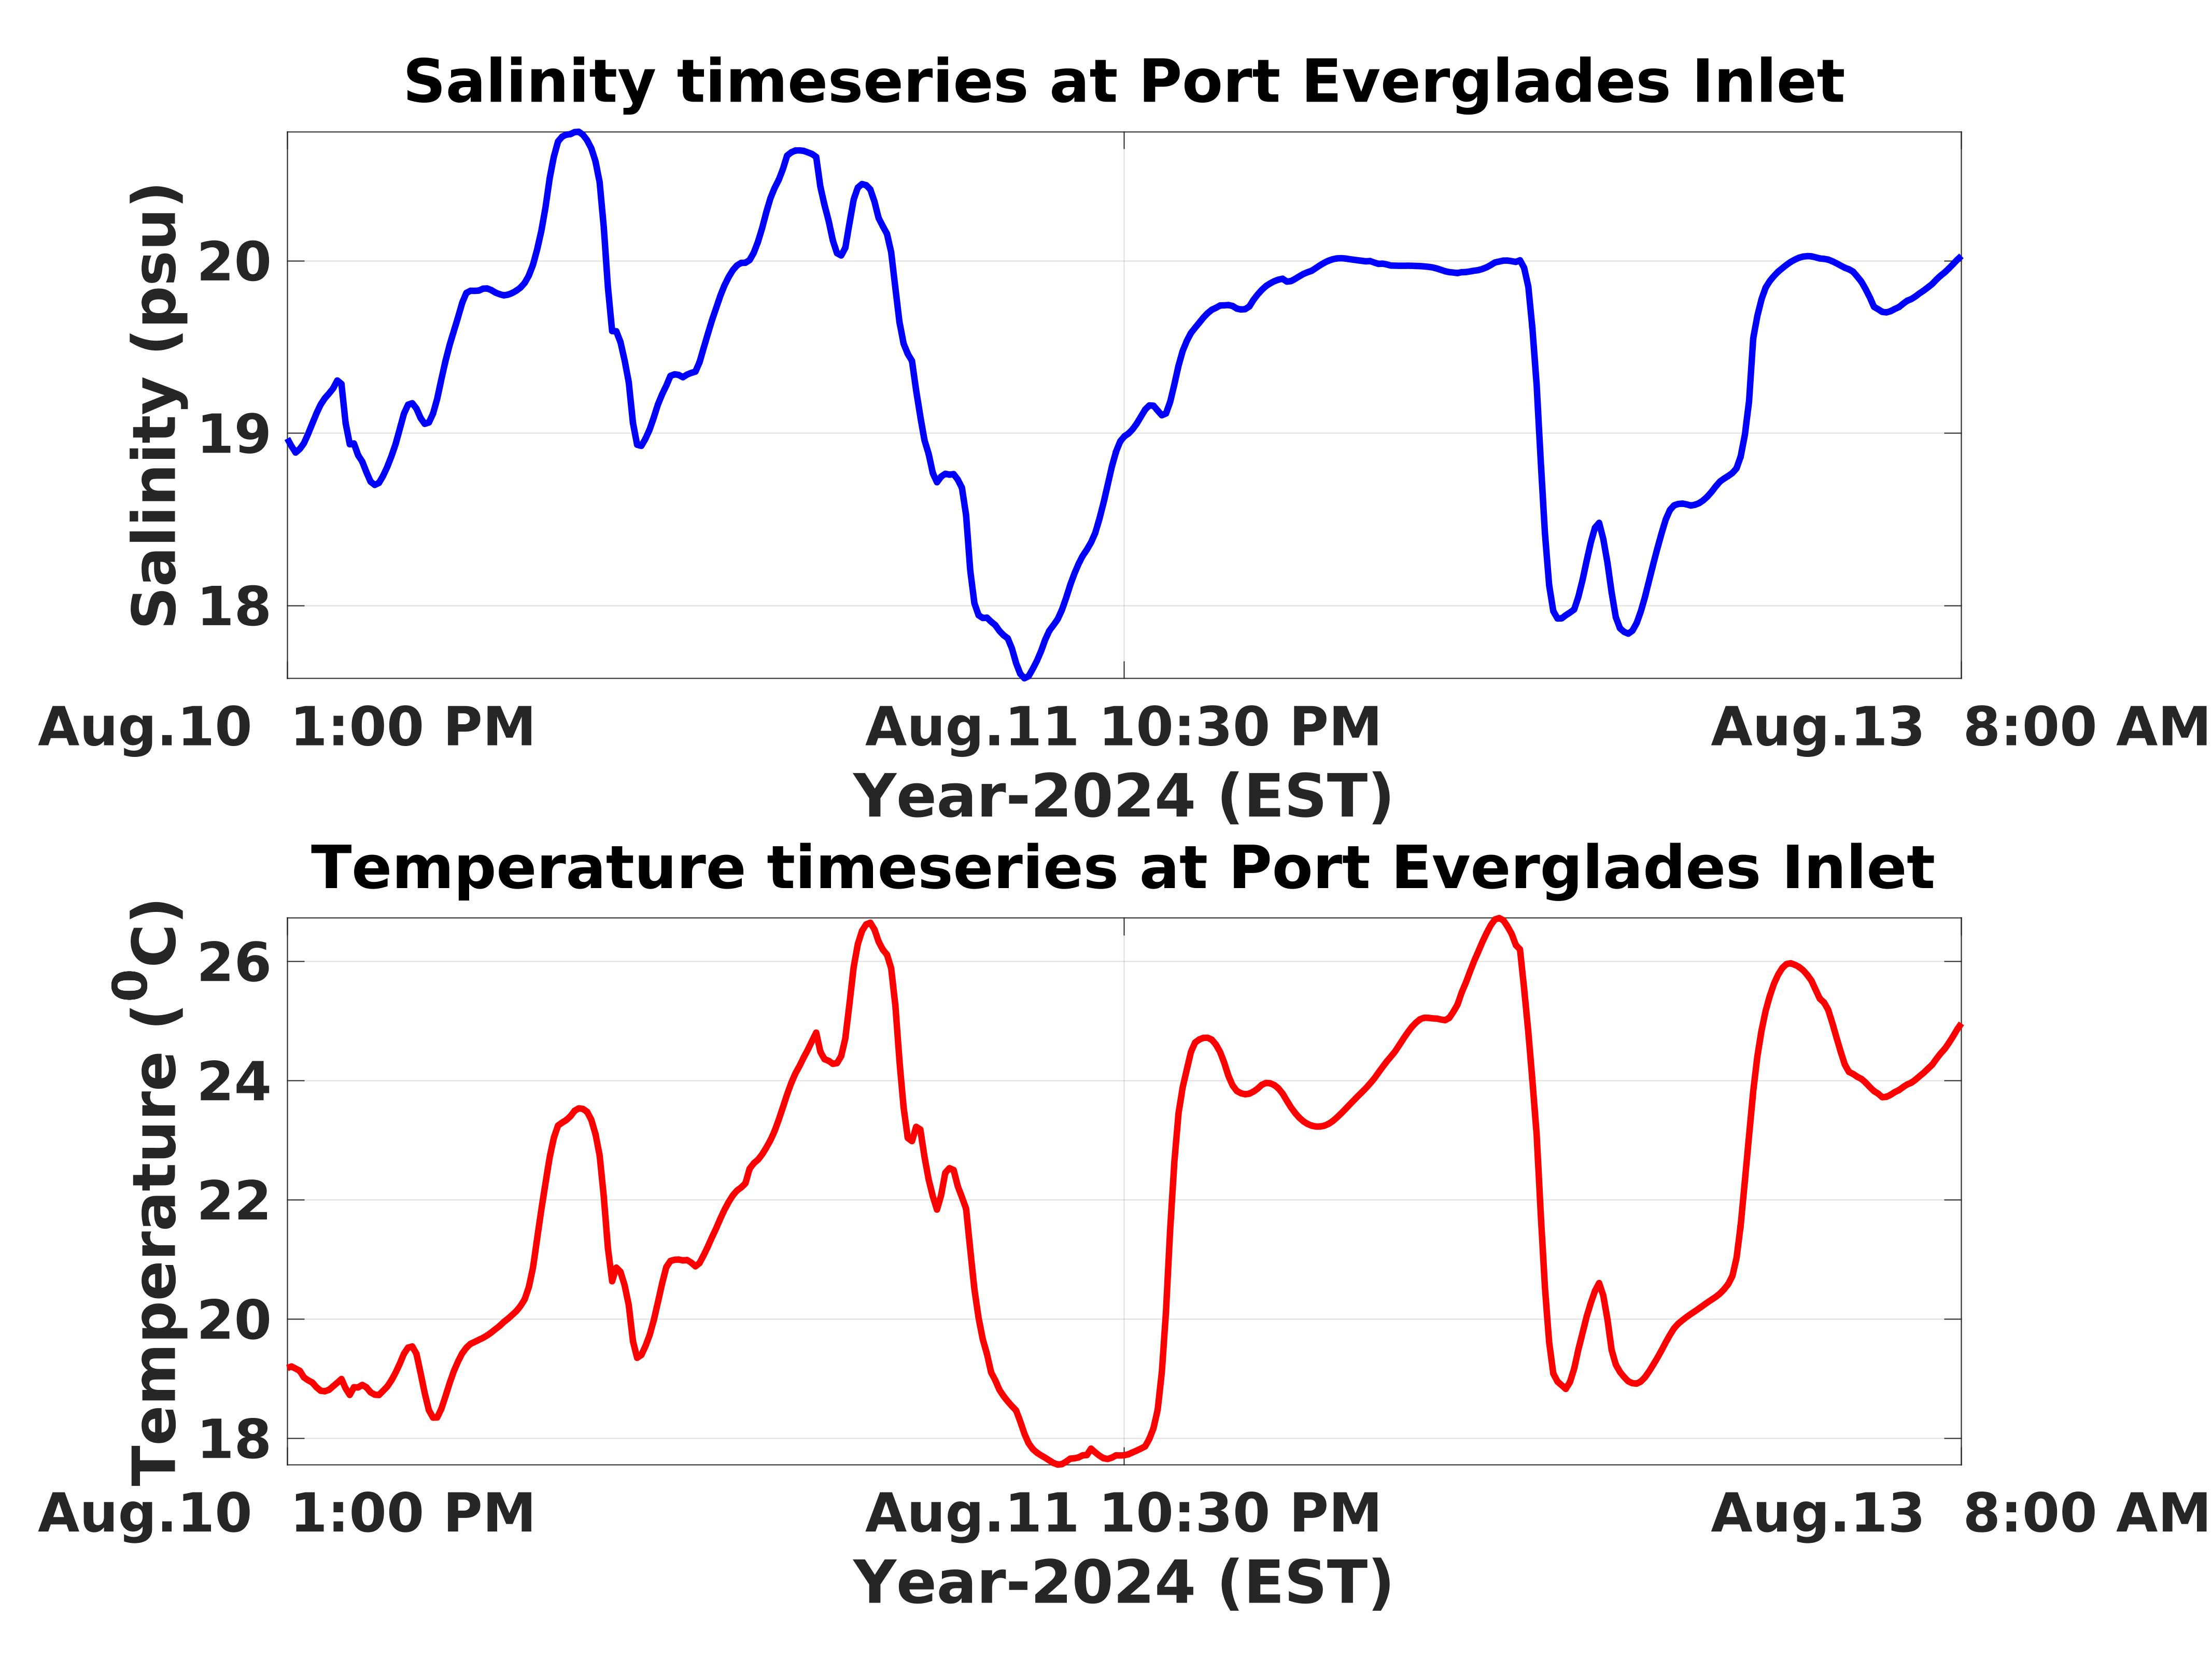 Salinity timeseries at Port Everglades Inlet
Salinity (psu)
20
19
18
Aug.10  1:00 PM Aug.11 10:30 PM Aug.13  8:00 AM
Year-2024 (EST)
Temperature timeseries at Port Everglades Inlet
Temperature (⁰C)
26
24
22
20
18
Aug.10  1:00 PM Aug.11 10:30 PM Aug.13  8:00 AM
Year-2024 (EST)